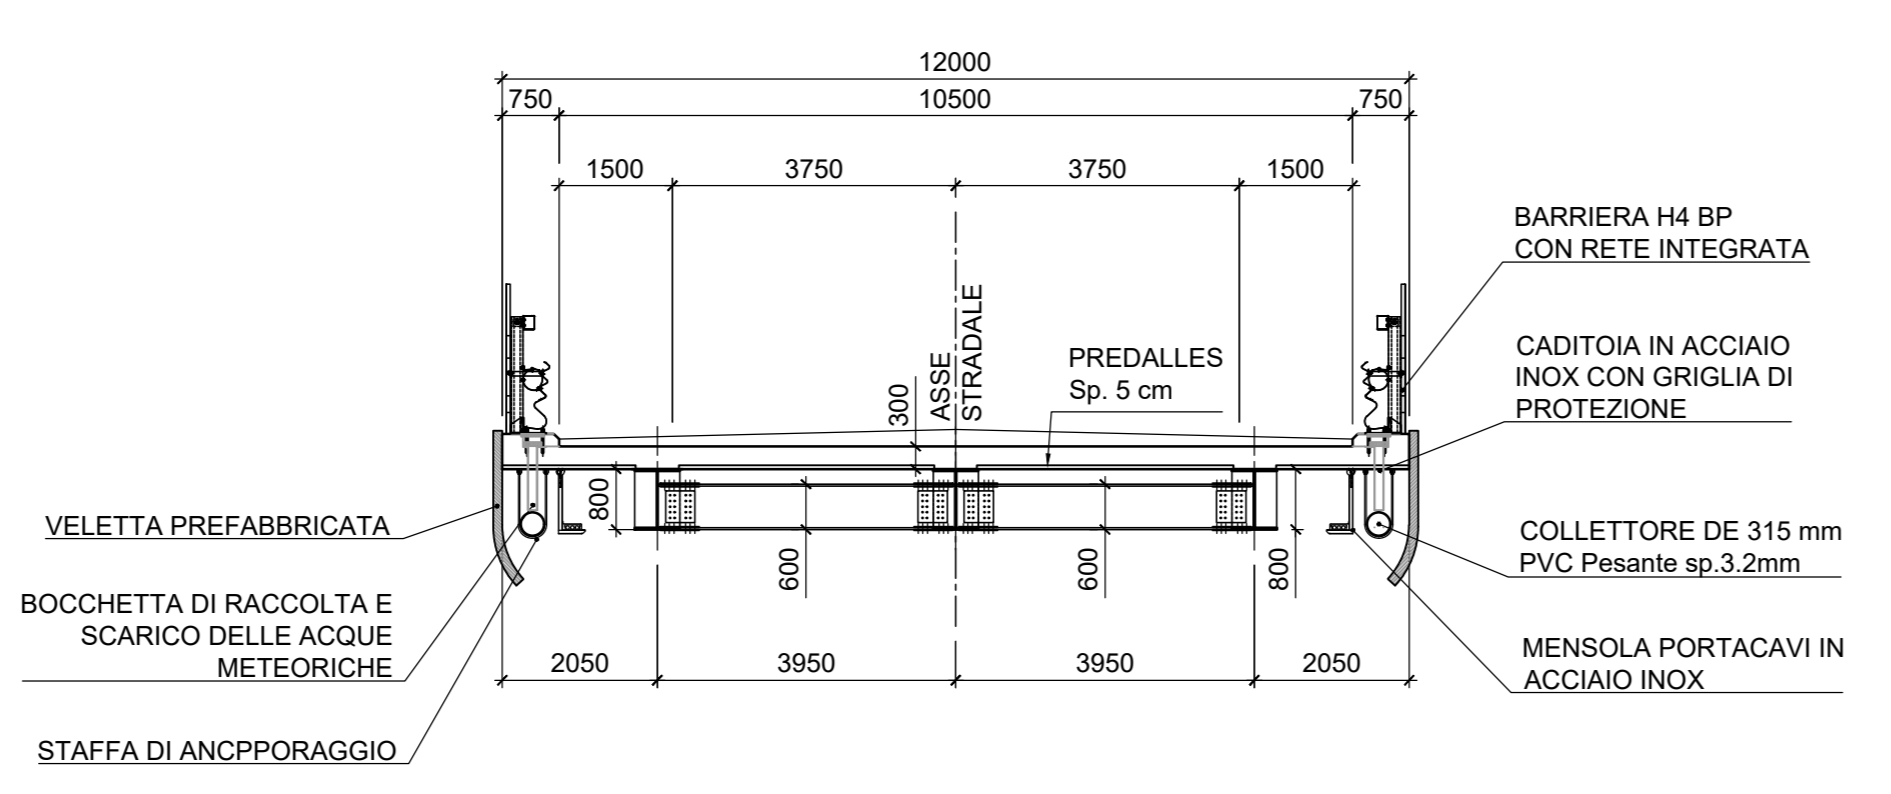 12000
750
10500
750
1500
3750
3750
1500
BARRIERA H4 BP
CON RETE INTEGRATA
CADITOIA IN ACCIAIO
INOX CON GRIGLIA DI
PROTEZIONE
ASSE
STRADALE
PREDALLES
Sp. 5 cm
300
800
600
600
800
VELETTA PREFABBRICATA
COLLETTORE DE 315 mm
PVC Pesante sp.3.2mm
BOCCHETTA DI RACCOLTA E
SCARICO DELLE ACQUE
METEORICHE
MENSOLA PORTACAVI IN
ACCIAIO INOX
2050
3950
3950
2050
STAFFA DI ANCPPORAGGIO